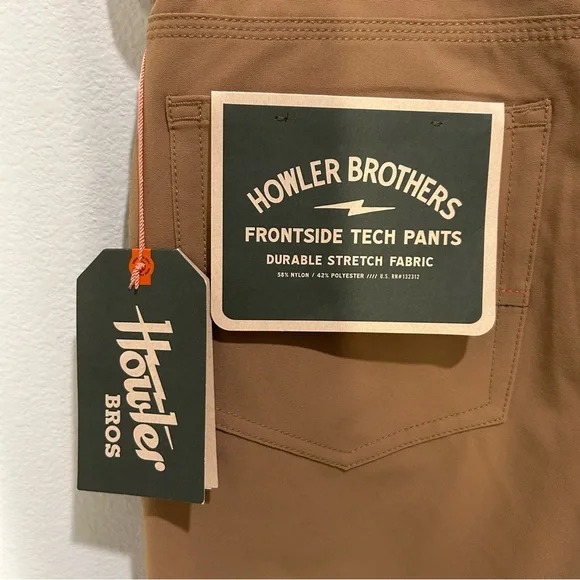 HOWLER BROTHERS
FRONTSIDE TECH PANTS
DURABLE STRETCH FABRIC
58% NYLON / 42% POLYESTER //// U.S. RN#132312
Howler
BROS